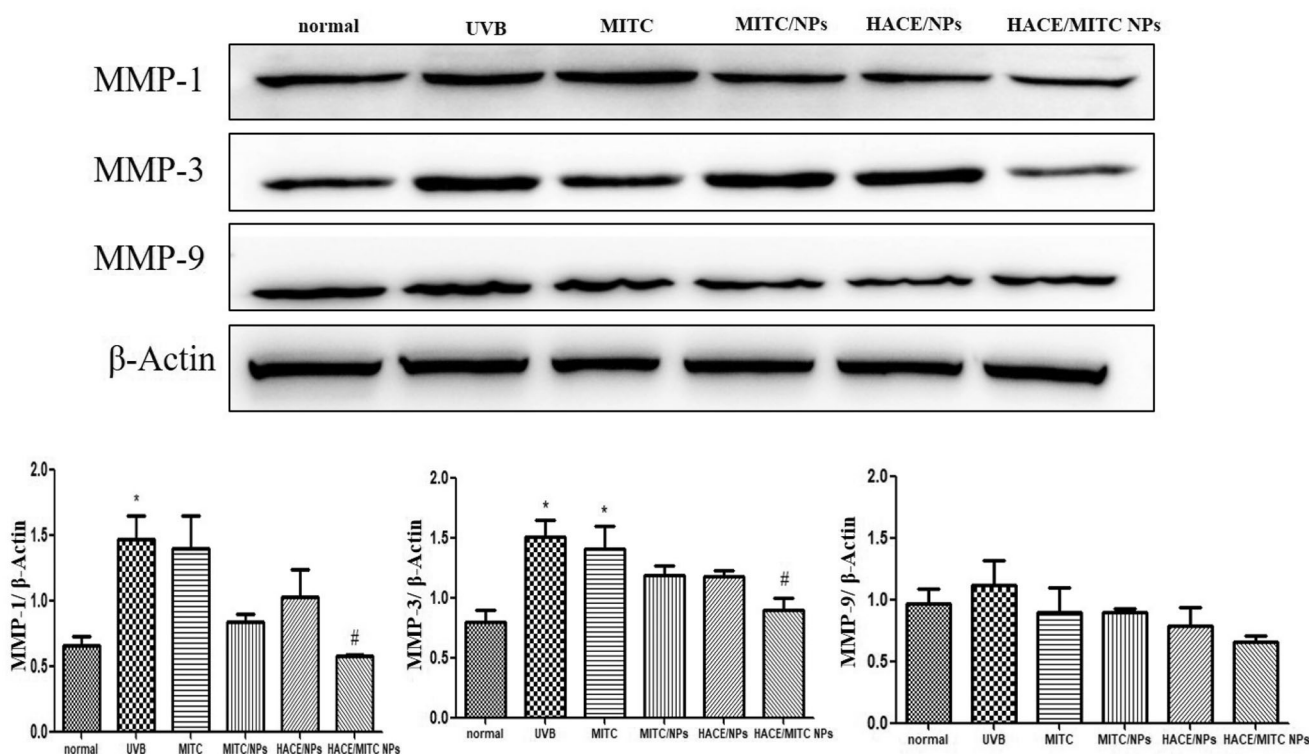 normal UVB MITC MITC/NPs HACE/NPs HACE/MITC NPs
MMP-1
MMP-3
MMP-9
β-Actin
MMP-1/ β-Actin
2.0
1.5
1.0
0.5
0.0
*
#
normal UVB MITC MITC/NPs HACE/NPs HACE/MITC NPs
MMP-3/ β-Actin
2.0
1.5
1.0
0.5
0.0
* *
#
normal UVB MITC MITC/NPs HACE/NPs HACE/MITC NPs
MMP-9/ β-Actin
2.0
1.5
1.0
0.5
0.0
normal UVB MITC MITC/NPs HACE/NPs HACE/MITC NPs